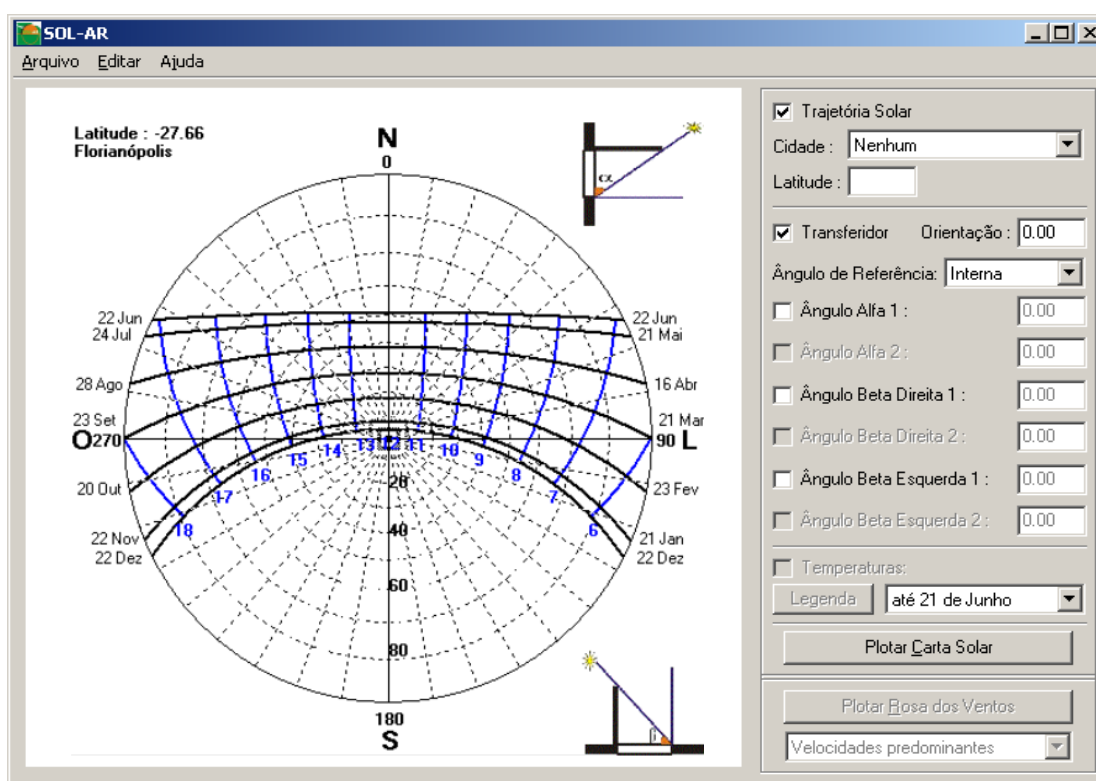 SOL-AR
Arquivo Editar Ajuda
Latitude : -27.66
Florianópolis
N
0
α
22 Jun 22 Jun
24 Jul 21 Mai
28 Ago 16 Abr
23 Set 21 Mar
O 270 90 L
18 17 16 15 14 13 12 11 10 9 8 7 6
20 Out 23 Fev
22 Nov 21 Jan
22 Dez 22 Dez
20
40
60
80
180
S
β
Trajetória Solar
Cidade : Nenhum
Latitude :
Transferidor Orientação : 0.00
Ângulo de Referência: Interna
Ângulo Alfa 1 : 0.00
Ângulo Alfa 2 : 0.00
Ângulo Beta Direita 1 : 0.00
Ângulo Beta Direita 2 : 0.00
Ângulo Beta Esquerda 1 : 0.00
Ângulo Beta Esquerda 2 : 0.00
Temperaturas:
Legenda até 21 de Junho
Plotar Carta Solar
Plotar Rosa dos Ventos
Velocidades predominantes